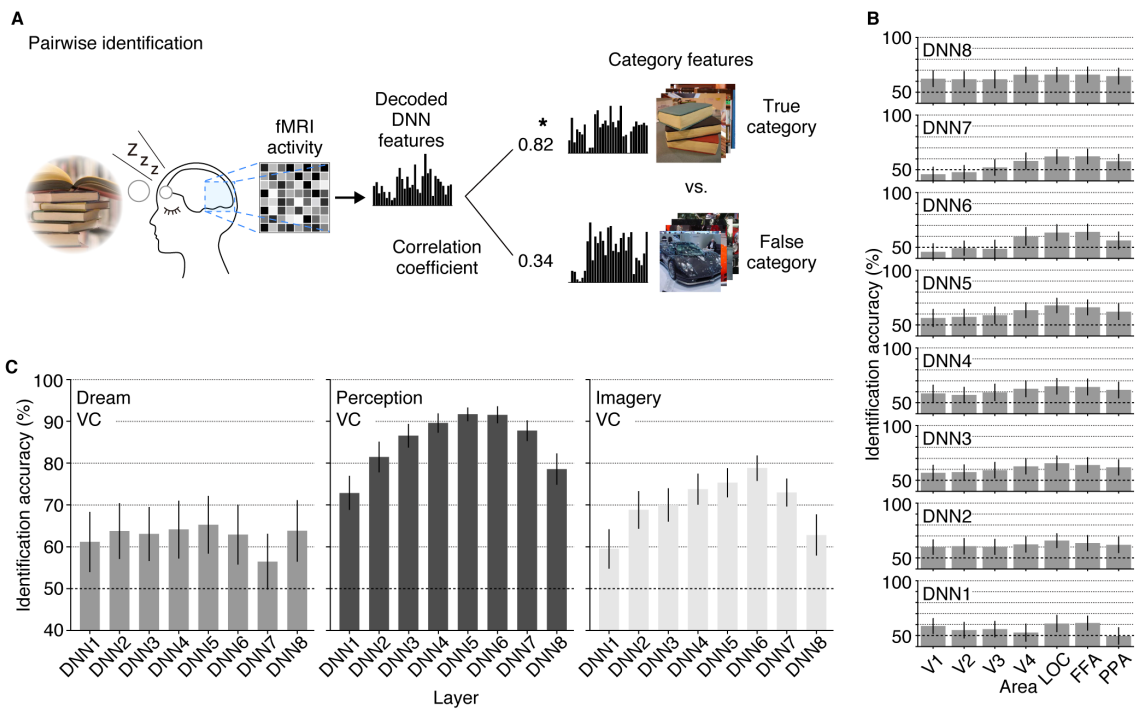 A
Pairwise identification
Z
z
z
fMRI
activity
Decoded
DNN
features
Correlation
coefficient
*
0.82
0.34
Category features
True
category
vs.
False
category
B
Identification accuracy (%)
100
DNN8
50
DNN7
50
100
DNN6
50
100
DNN5
50
100
DNN4
50
100
DNN3
50
100
DNN2
50
100
DNN1
50
V1 V2 V3 V4 LOC FFA PPA
Area
C
Identification accuracy (%)
100
90
80
70
60
50
40
Dream
VC
Perception
VC
Imagery
VC
DNN1 DNN2 DNN3 DNN4 DNN5 DNN6 DNN7 DNN8 DNN1 DNN2 DNN3 DNN4 DNN5 DNN6 DNN7 DNN8 DNN1 DNN2 DNN3 DNN4 DNN5 DNN6 DNN7 DNN8
Layer